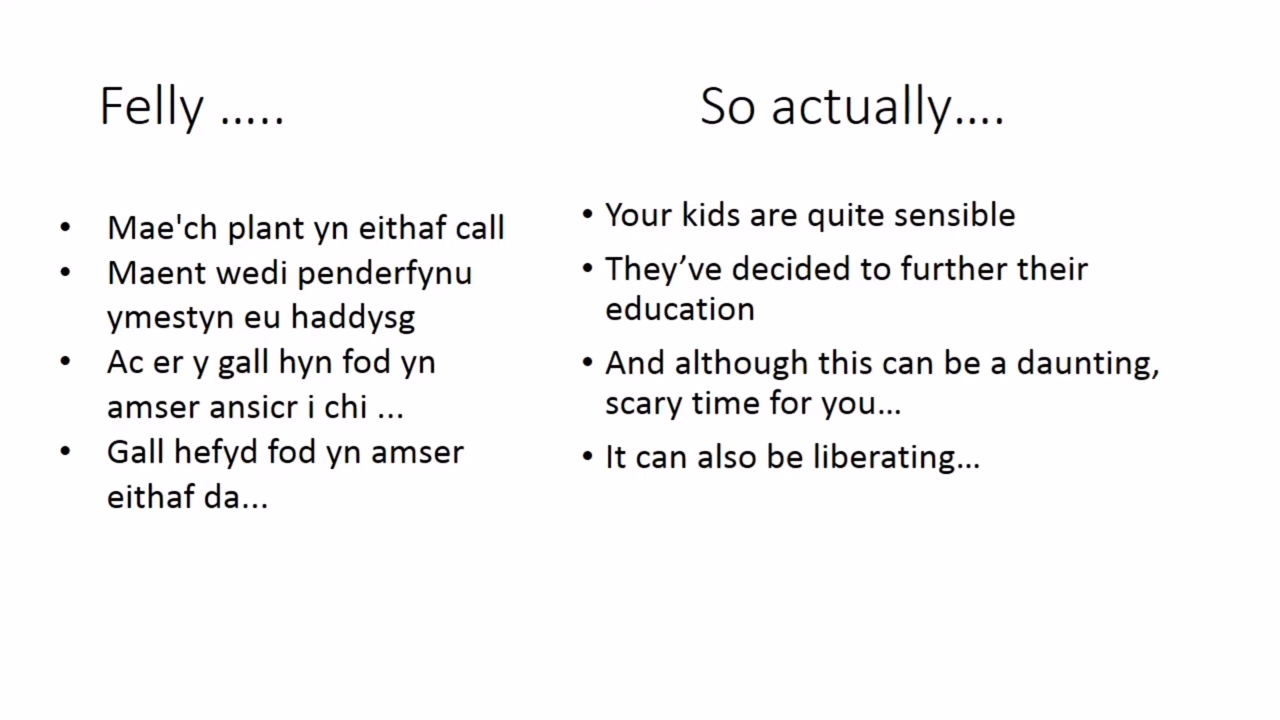 Felly .....
Mae'ch plant yn eithaf call
Maent wedi penderfynu
ymestyn eu haddysg
Ac er y gall hyn fod yn
amser ansicr i chi ...
Gall hefyd fod yn amser
eithaf da...
So actually....
Your kids are quite sensible
They’ve decided to further their
education
And although this can be a daunting,
scary time for you…
It can also be liberating…